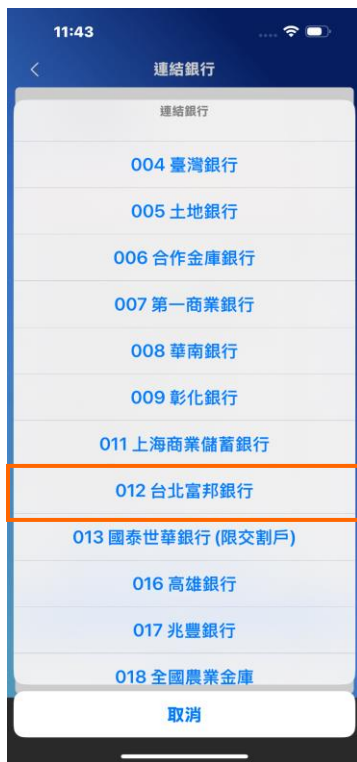 11:43
連結銀行
連結銀行
004 臺灣銀行
005 土地銀行
006 合作金庫銀行
007 第一商業銀行
008 華南銀行
009 彰化銀行
011 上海商業儲蓄銀行
012 台北富邦銀行
013 國泰世華銀行 (限交割戶)
016 高雄銀行
017 兆豐銀行
018 全國農業金庫
取消